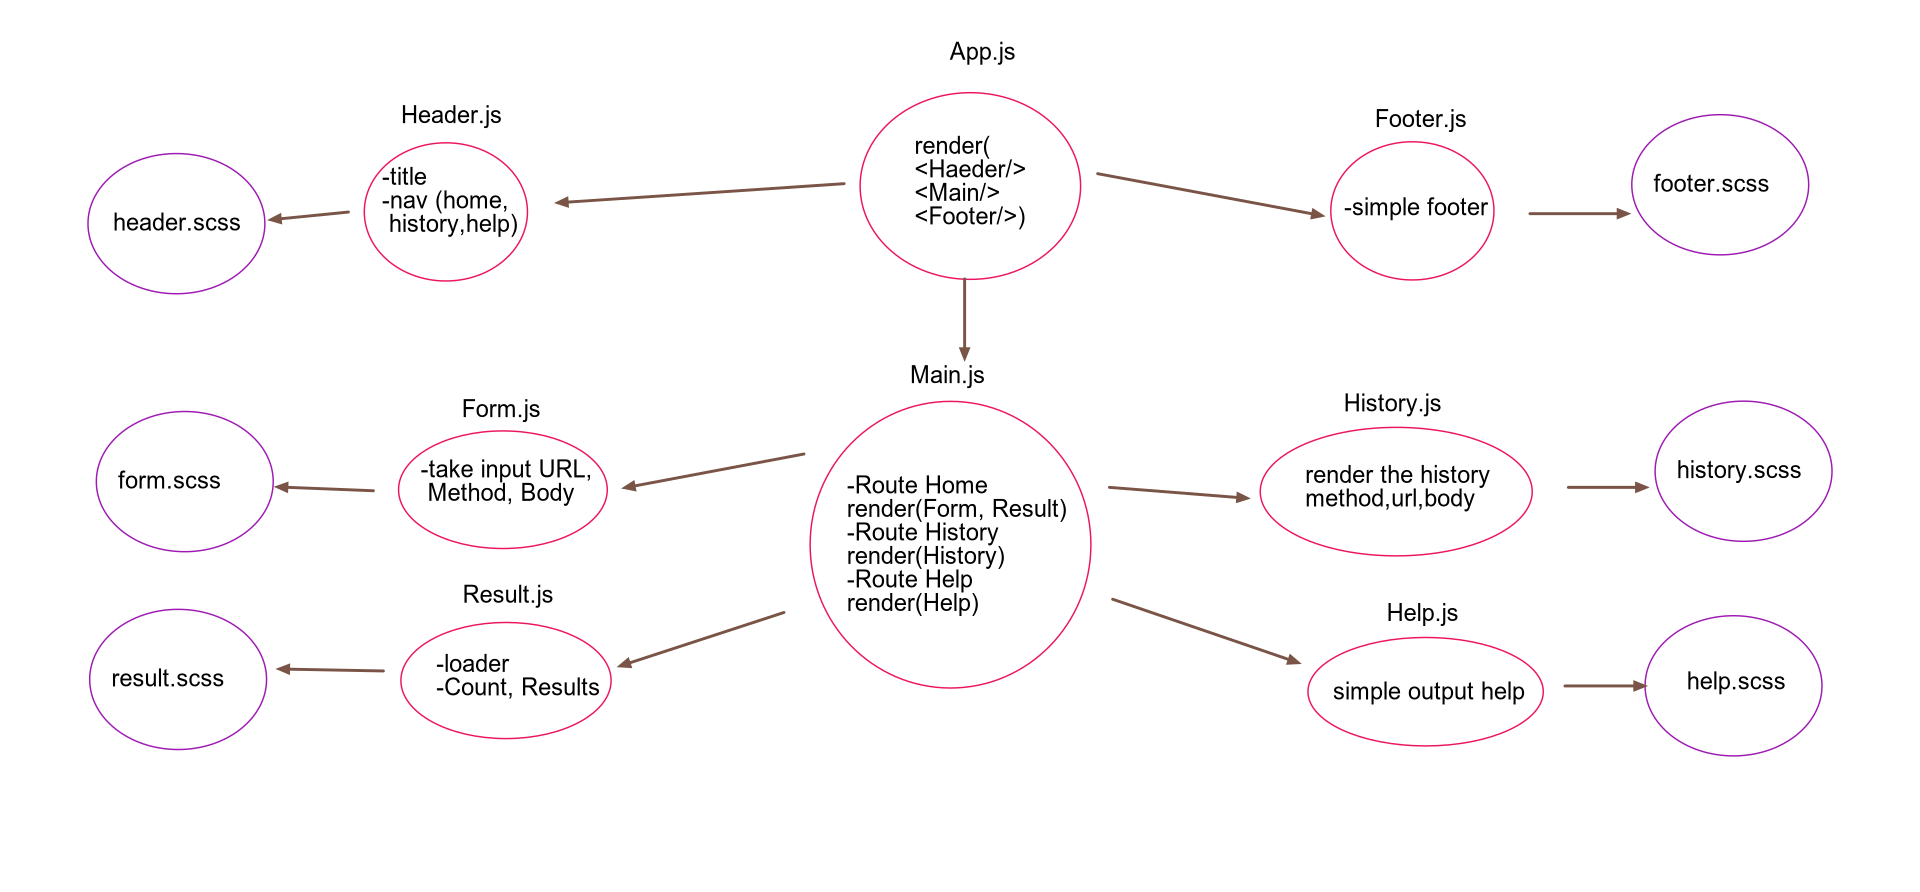 App.js
render(
<Haeder/>
<Main/>
<Footer/>)
Header.js
-title
-nav (home,
history,help)
header.scss
Footer.js
-simple footer
footer.scss
Main.js
-Route Home
render(Form, Result)
-Route History
render(History)
-Route Help
render(Help)
Form.js
-take input URL,
Method, Body
form.scss
Result.js
-loader
-Count, Results
result.scss
History.js
render the history
method,url,body
history.scss
Help.js
simple output help
help.scss